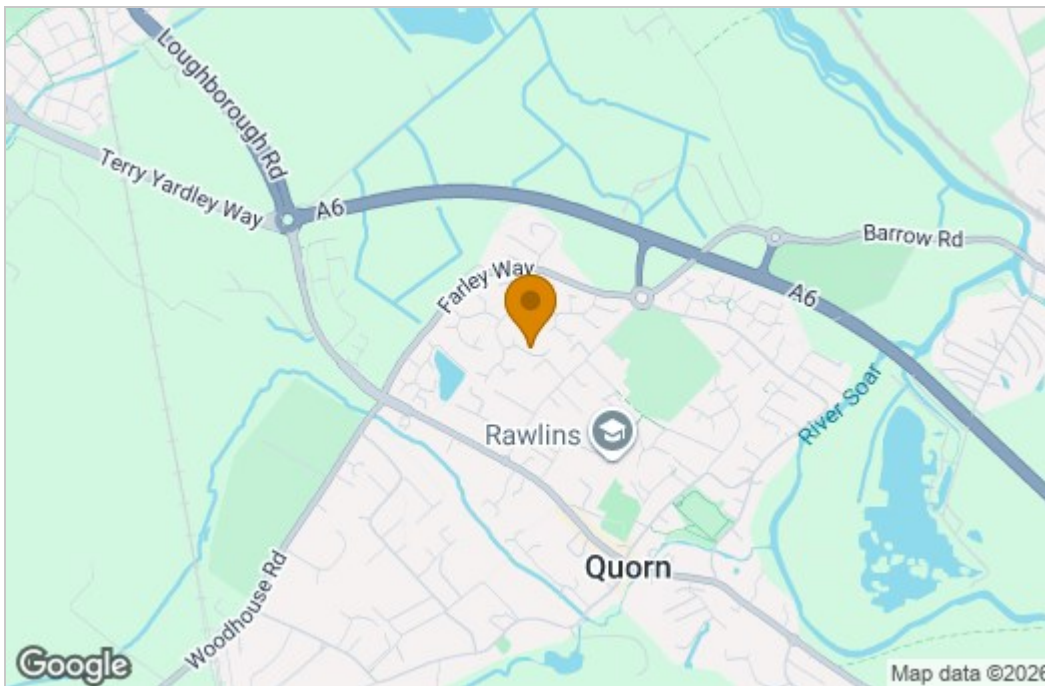 Loughborough Rd
Terry Yardley Way
A6
Barrow Rd
Farley Way
A6
River Soar
Rawlins
Quorn
Woodhouse Rd
Google
Map data ©2026